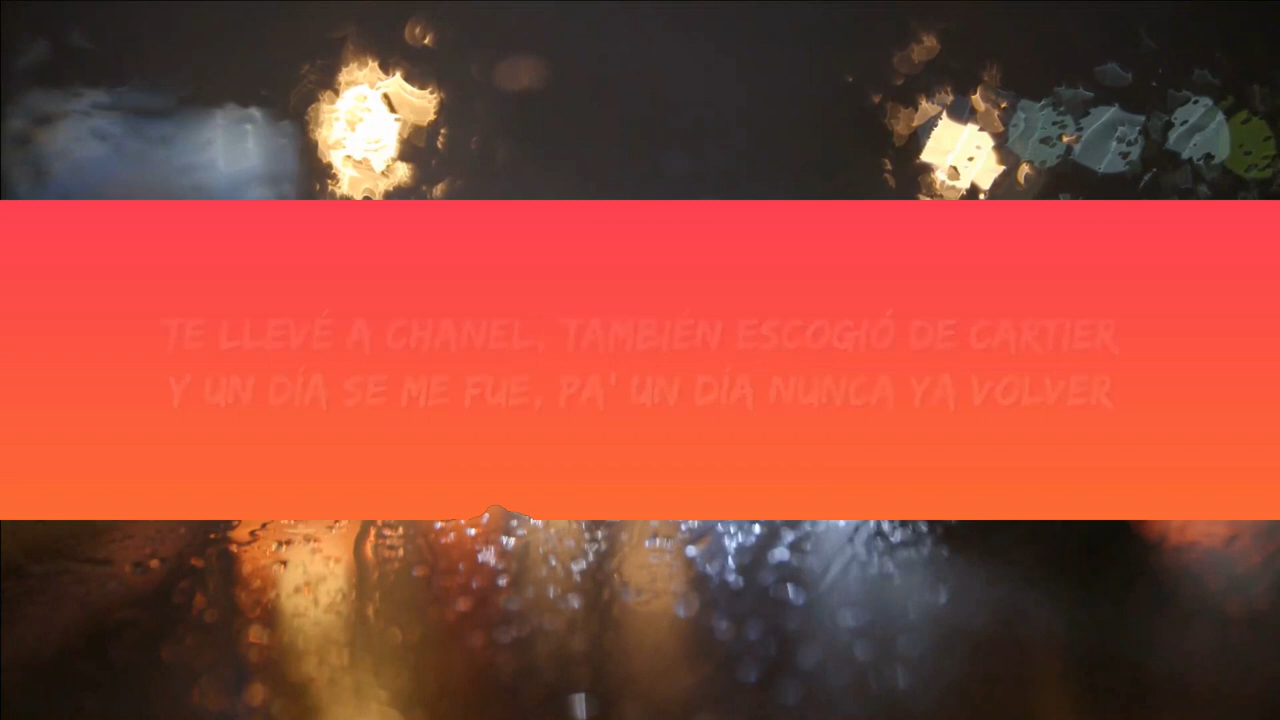 TE LLEVÉ A CHANEL, TAMBIÉN ESCOGIÓ DE CARTIER
Y UN DÍA SE ME FUE, PA' UN DÍA NUNCA YA VOLVER